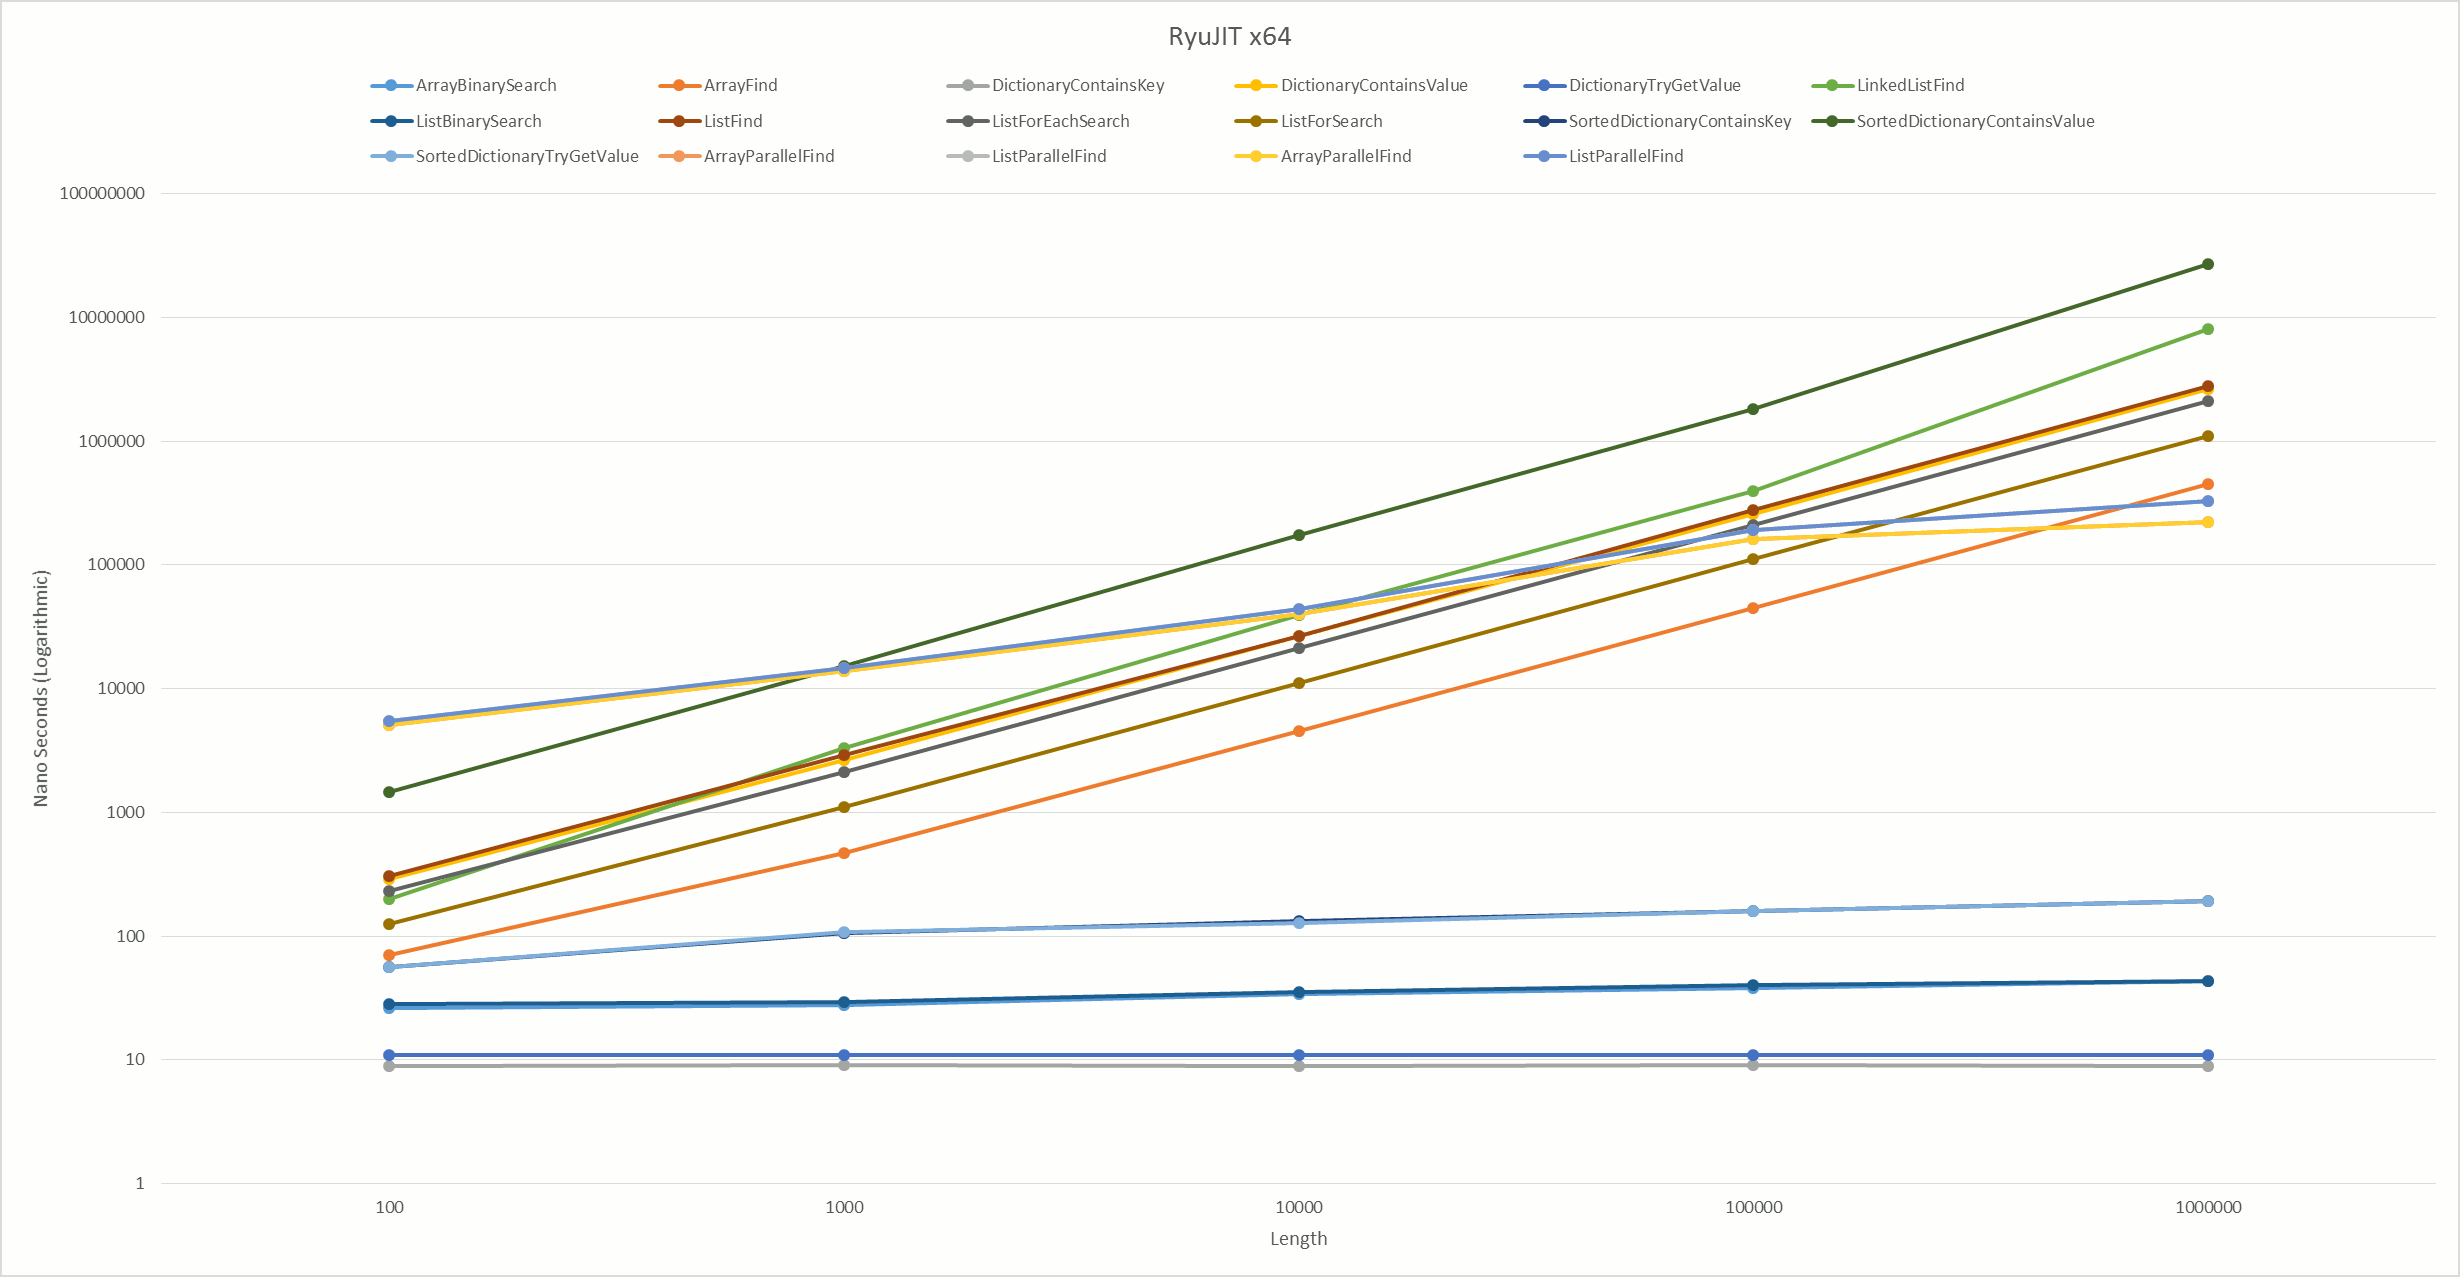 RyuJIT x64
ArrayBinarySearch ArrayFind DictionaryContainsKey DictionaryContainsValue DictionaryTryGetValue LinkedListFind
ListBinarySearch ListFind ListForEachSearch ListForSearch SortedDictionaryContainsKey SortedDictionaryContainsValue
SortedDictionaryTryGetValue ArrayParallelFind ListParallelFind ArrayParallelFind ListParallelFind
100000000
10000000
1000000
100000
10000
1000
100
10
1
Nano Seconds (Logarithmic)
100 1000 10000 100000 1000000
Length